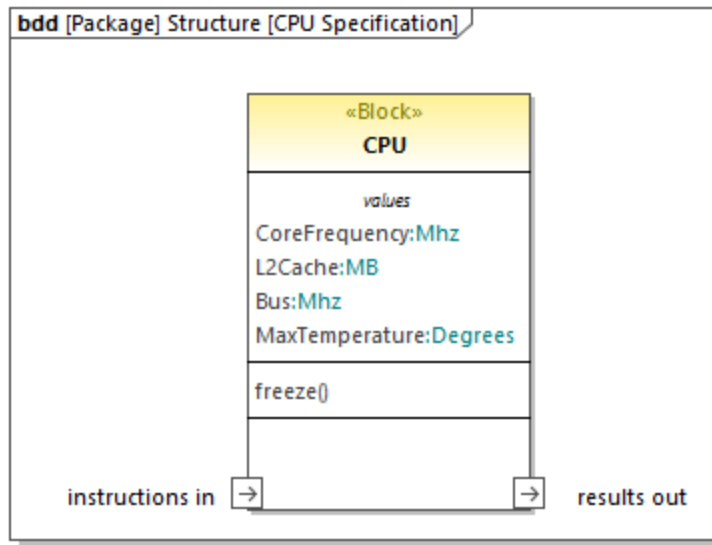 bdd [Package] Structure [CPU Specification]
«Block»
CPU
values
CoreFrequency:Mhz
L2Cache:MB
Bus:Mhz
MaxTemperature:Degrees
freeze()
instructions in
results out